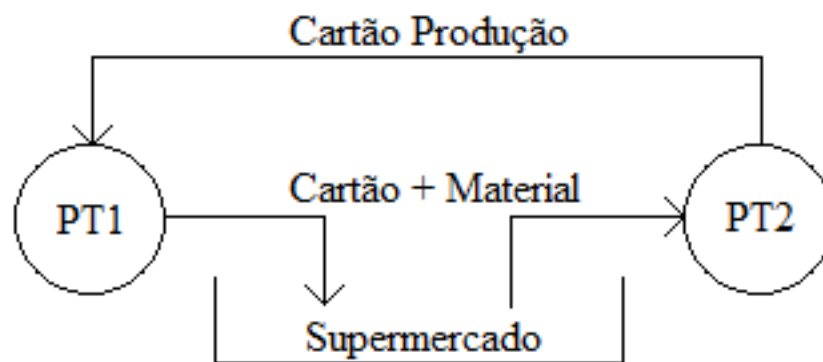 Cartão Produção
Cartão + Material
PT1
PT2
Supermercado